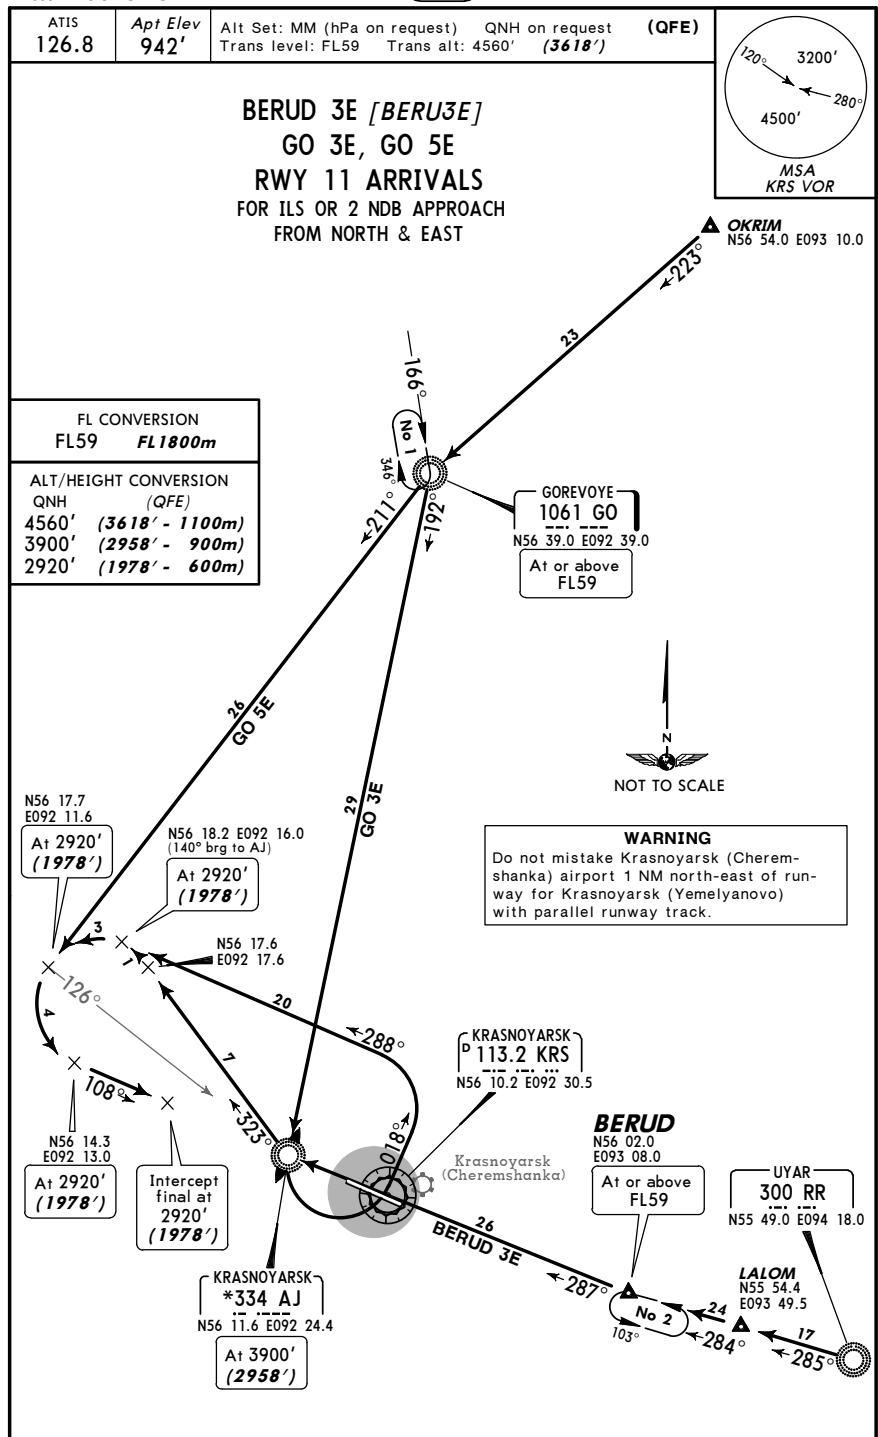 ATIS
126.8
Apt Elev
942'
Alt Set: MM (hPa on request) QNH on request (QFE)
Trans level: FL59 Trans alt: 4560' (3618')
120°
3200'
280°
4500'
MSA
KRS VOR
BERUD 3E [BERU3E]
GO 3E, GO 5E
RWY 11 ARRIVALS
FOR ILS OR 2 NDB APPROACH
FROM NORTH & EAST
OKRIM
N56 54.0 E093 10.0
223°
23
166°
No 1
346°
FL CONVERSION
FL59 FL1800m
ALT/HEIGHT CONVERSION
QNH (QFE)
4560' (3618' - 1100m)
3900' (2958' - 900m)
2920' (1978' - 600m)
211°
192°
GOREVOYE
1061 GO
N56 39.0 E092 39.0
At or above
FL59
26
GO 5E
29
GO 3E
N
NOT TO SCALE
WARNING
Do not mistake Krasnoyarsk (Cherem-
shanka) airport 1 NM north-east of run-
way for Krasnoyarsk (Yemelyanovo)
with parallel runway track.
N56 17.7
E092 11.6
At 2920'
(1978')
N56 18.2 E092 16.0
(140° brg to AJ)
At 2920'
(1978')
3
N56 17.6
E092 17.6
1
126°
4
20
288°
7
323°
018°
108°
N56 14.3
E092 13.0
At 2920'
(1978')
Intercept
final at
2920'
(1978')
KRASNOYARSK
D 113.2 KRS
N56 10.2 E092 30.5
Krasnoyarsk
(Cheremshanka)
KRASNOYARSK
*334 AJ
N56 11.6 E092 24.4
At 3900'
(2958')
26
BERUD 3E
287°
BERUD
N56 02.0
E093 08.0
At or above
FL59
No 2
103°
24
284°
LALOM
N55 54.4
E093 49.5
17
285°
UYAR
300 RR
N55 49.0 E094 18.0